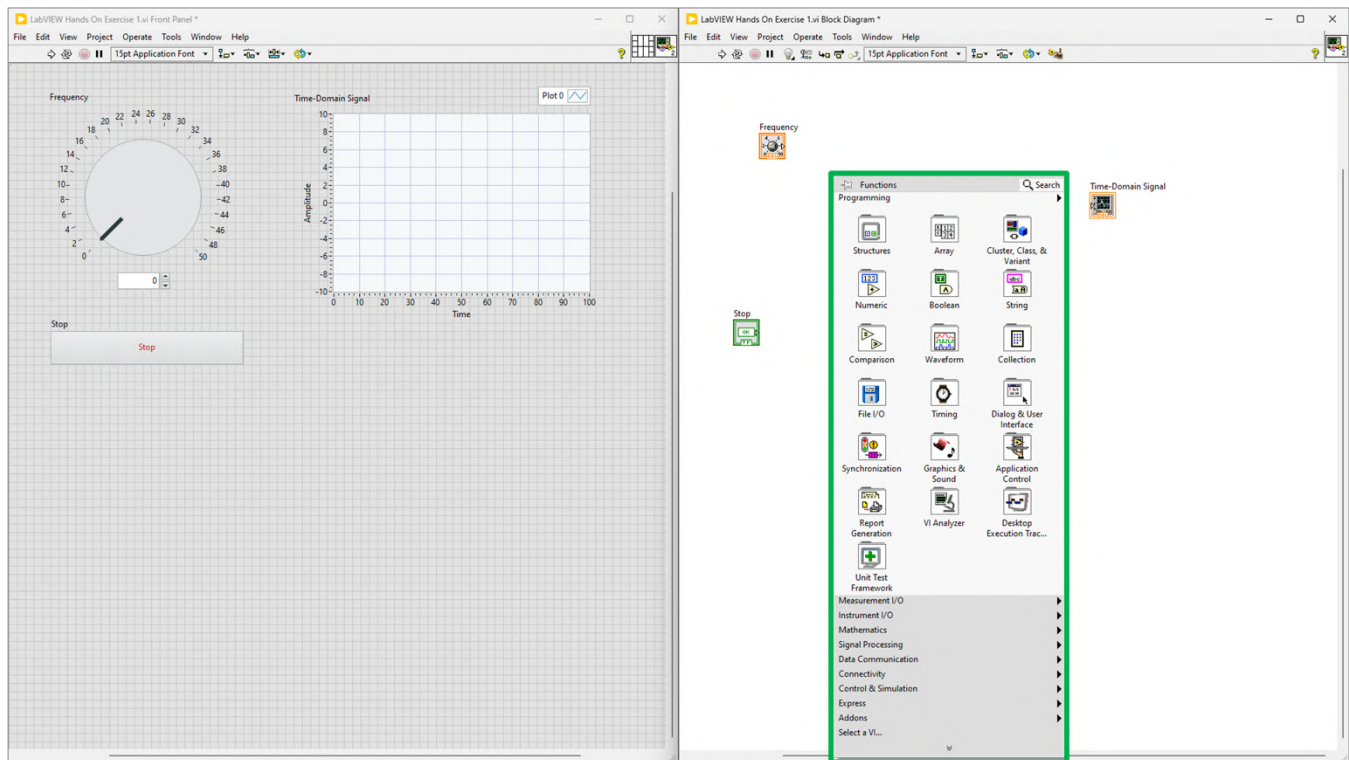 LabVIEW Hands On Exercise 1.vi Front Panel *
File Edit View Project Operate Tools Window Help
15pt Application Font
2
Frequency
0
2
4
6
8
10
12
14
16
18
20
22
24
26
28
30
32
34
36
38
40
42
44
46
48
50
0
Time-Domain Signal
Plot 0
Amplitude
10
8
6
4
2
0
-2
-4
-6
-8
-10
0 10 20 30 40 50 60 70 80 90 100
Time
Stop
Stop
LabVIEW Hands On Exercise 1.vi Block Diagram *
File Edit View Project Operate Tools Window Help
15pt Application Font
2
Frequency
Stop
OK
TF
Time-Domain Signal
Functions Search
Programming
Structures Array Cluster, Class, &
Variant
Numeric Boolean String
Comparison Waveform Collection
File I/O Timing Dialog & User
Interface
Synchronization Graphics & Application
Sound Control
Report VI Analyzer Desktop
Generation Execution Trac...
Unit Test
Framework
Measurement I/O
Instrument I/O
Mathematics
Signal Processing
Data Communication
Connectivity
Control & Simulation
Express
Addons
Select a VI...